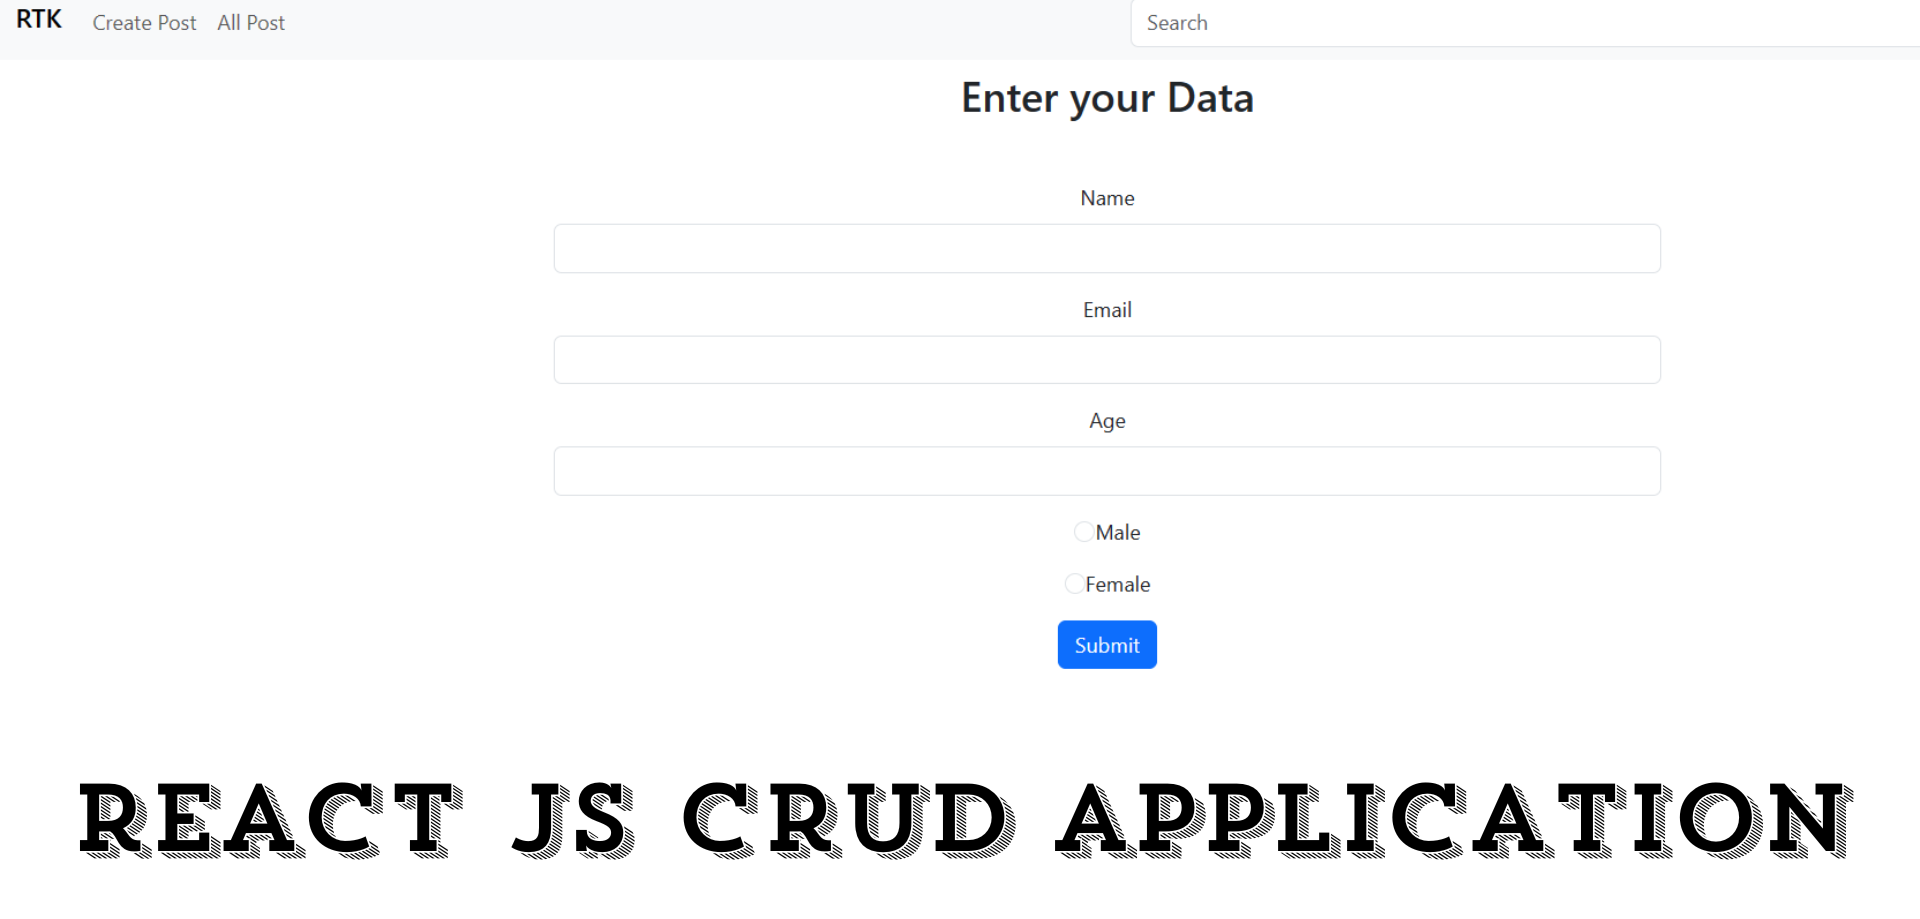 RTK Create Post All Post Search
Enter your Data
Name
Email
Age
Male
Female
Submit
REACT JS CRUD APPLICATION